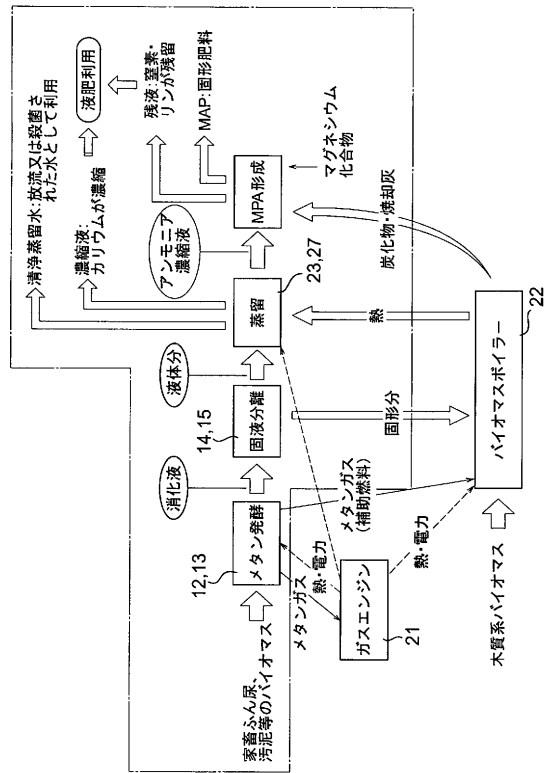 家畜ふん尿、
汚泥等のバイオマス
12,13
メタン発酵
消化液
14,15
固液分離
液体分
蒸留
23,27
アンモニア
濃縮液
MPA形成
マグネシウム
化合物
清浄蒸留水:放流又は殺菌さ
れた水として利用
濃縮液:
カリウムが濃縮
液肥利用
残液:窒素・
リンが残留
MAP:固形肥料
メタンガス
熱・電力
ガスエンジン
21
メタンガス
(補助燃料)
熱・電力
固形分
熱
炭化物・焼却灰
木質系バイオマス
バイオマスボイラー
22